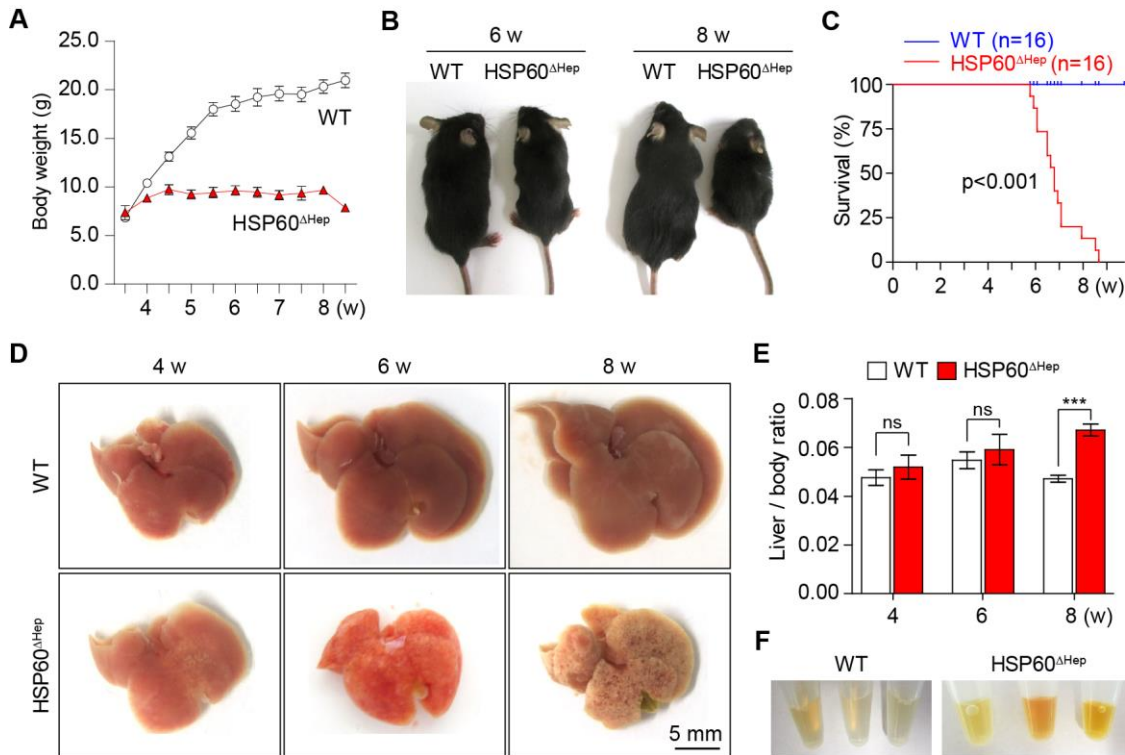 A
25.0
20.0
15.0
10.0
5.0
0.0
Body weight (g)
WT
HSP60ΔHep
4 5 6 7 8 (w)
B
6 w 8 w
WT HSP60ΔHep WT HSP60ΔHep
C
WT (n=16)
HSP60ΔHep (n=16)
100
75
50
25
0
Survival (%)
p<0.001
0 2 4 6 8 (w)
D
4 w 6 w 8 w
WT
HSP60ΔHep
5 mm
E
WT HSP60ΔHep
0.08
0.06
0.04
0.02
0.00
Liver / body ratio
ns ns ***
4 6 8 (w)
F
WT HSP60ΔHep